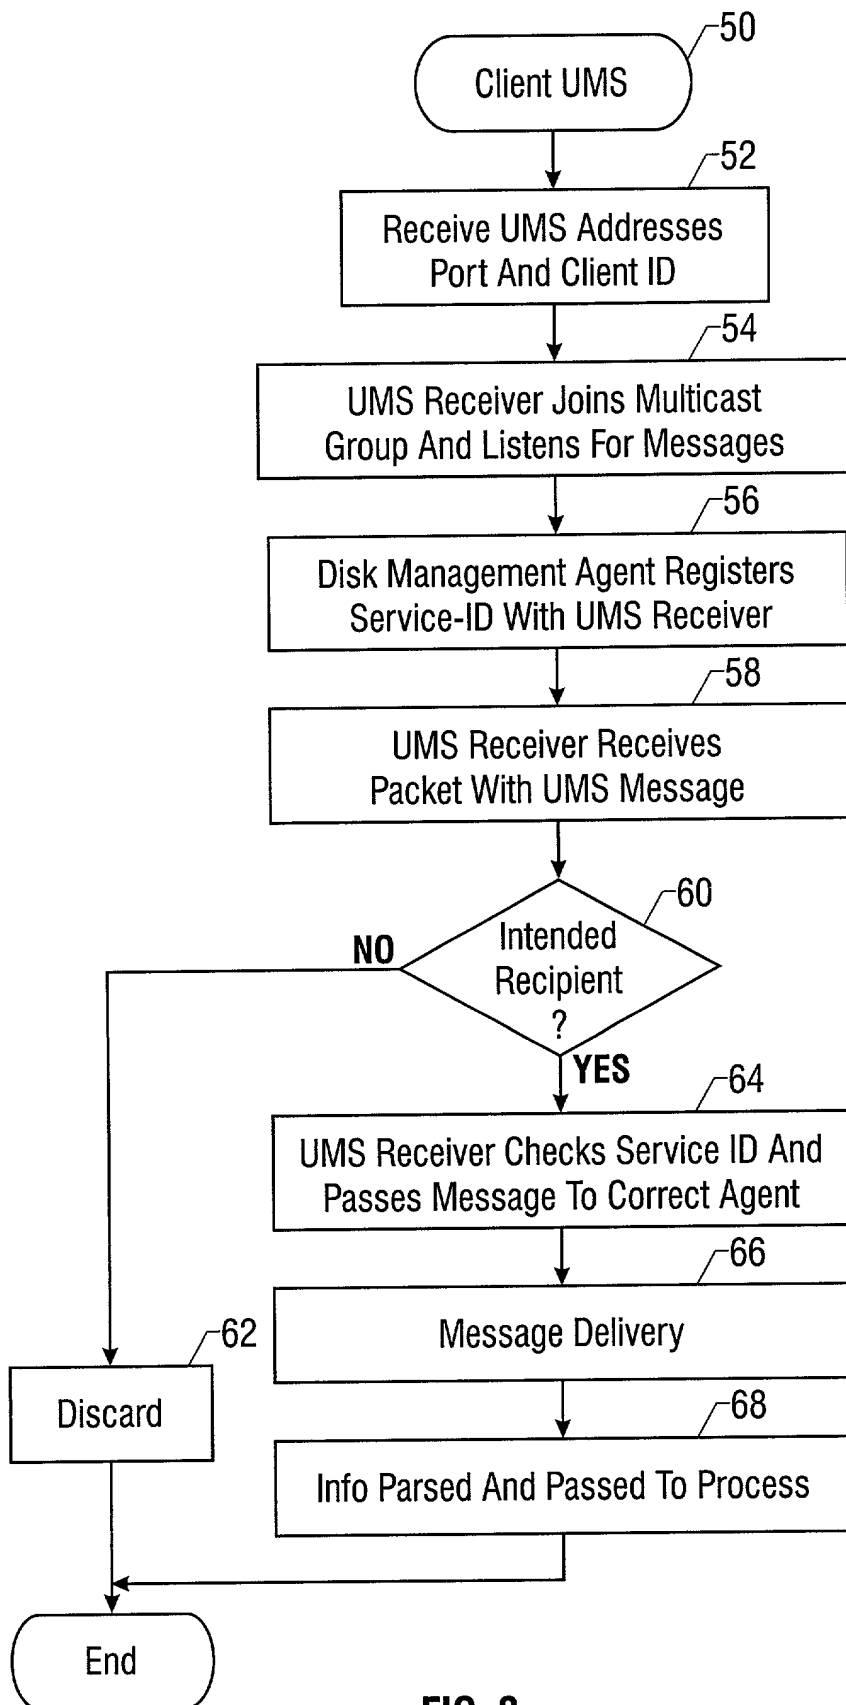 50
Client UMS
52
Receive UMS Addresses
Port And Client ID
54
UMS Receiver Joins Multicast
Group And Listens For Messages
56
Disk Management Agent Registers
Service-ID With UMS Receiver
58
UMS Receiver Receives
Packet With UMS Message
60
Intended
Recipient
?
NO
YES
64
UMS Receiver Checks Service ID And
Passes Message To Correct Agent
66
Message Delivery
62
Discard
68
Info Parsed And Passed To Process
End
FIG.